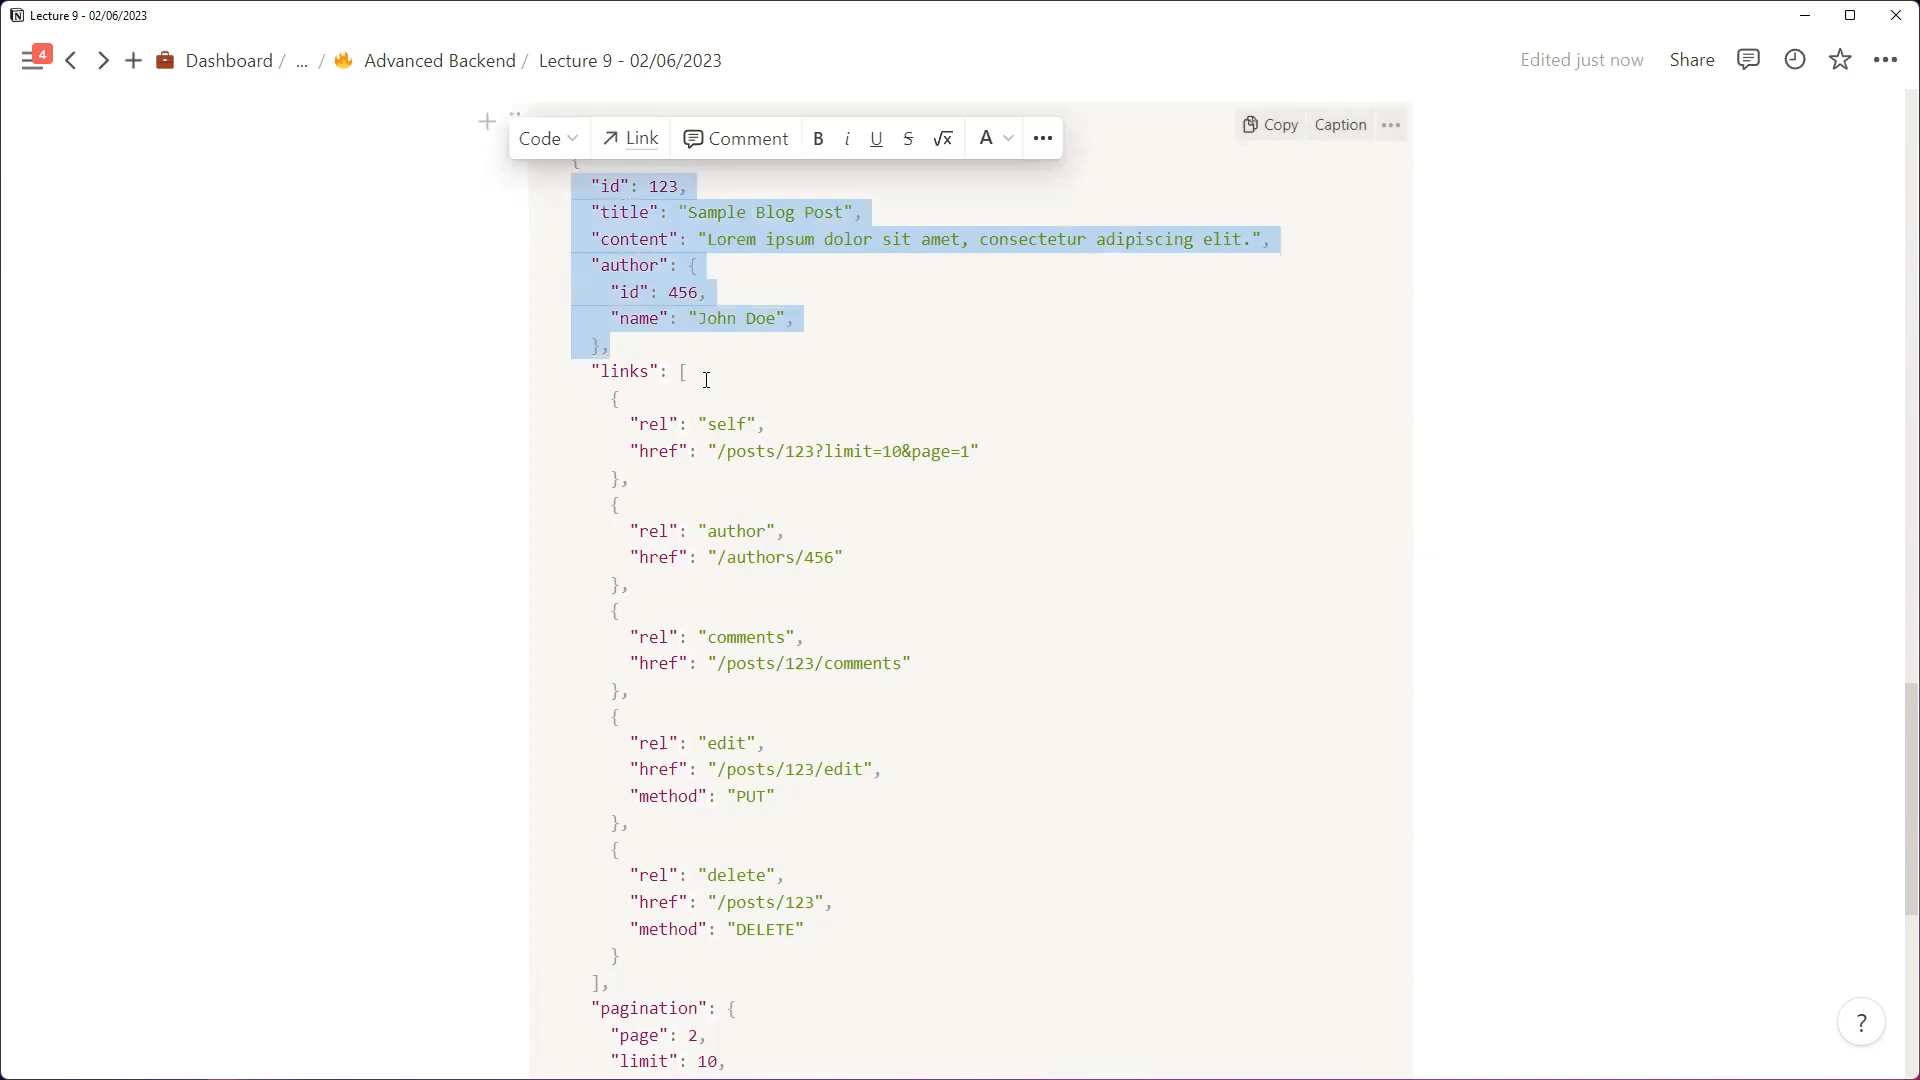 Lecture 9 - 02/06/2023
4 Dashboard / ... / Advanced Backend / Lecture 9 - 02/06/2023 Edited just now Share
Code Link Comment B i U S √x A Copy Caption
{
"id": 123,
"title": "Sample Blog Post",
"content": "Lorem ipsum dolor sit amet, consectetur adipiscing elit.",
"author": {
"id": 456,
"name": "John Doe",
},
"links": [
{
"rel": "self",
"href": "/posts/123?limit=10&page=1"
},
{
"rel": "author",
"href": "/authors/456"
},
{
"rel": "comments",
"href": "/posts/123/comments"
},
{
"rel": "edit",
"href": "/posts/123/edit",
"method": "PUT"
},
{
"rel": "delete",
"href": "/posts/123",
"method": "DELETE"
}
],
"pagination": {
"page": 2,
"limit": 10,
?